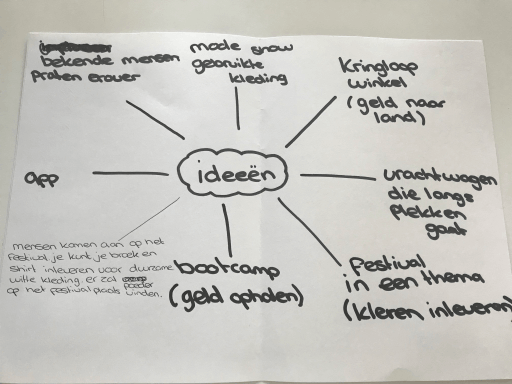 bekende mensen
praten erover
mode show
gebruikte
kleding
Kringloop
winkel
(geld naar
land)
ideeën
app
vrachtwagen
die langs
plekken
gaat
mensen komen aan op het
festival je kunt je broek en
shirt inleveren voor duurzame
witte kleding. er zal
op het festival plaats vinden.
poeder
bootcamp
(geld ophalen)
festival
in een thema
(kleren inleveren)